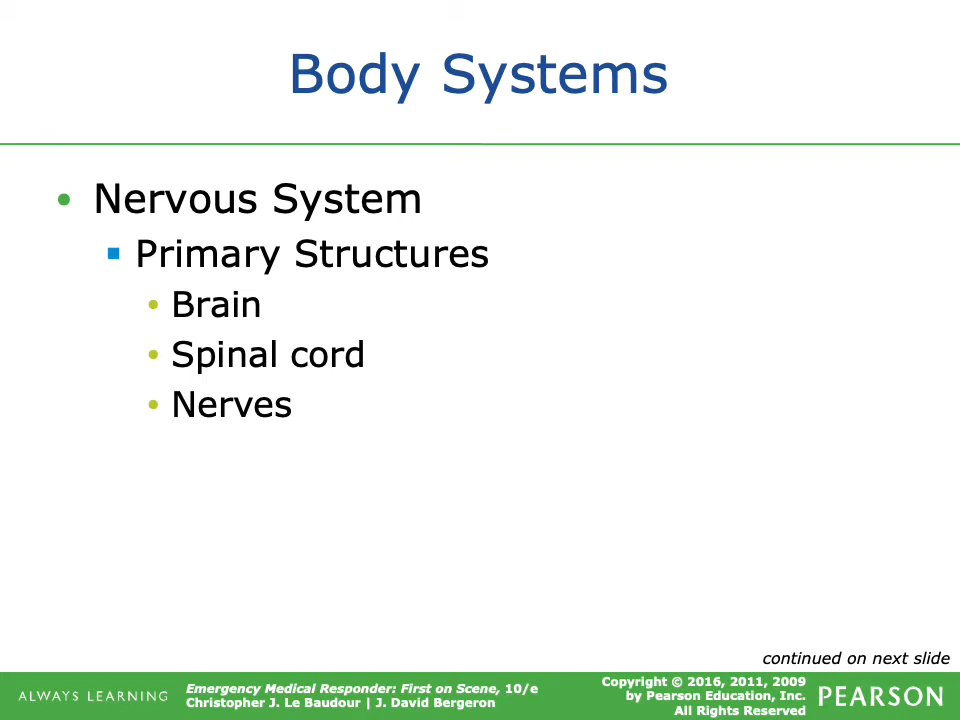 Body Systems
• Nervous System
▪ Primary Structures
• Brain
• Spinal cord
• Nerves
continued on next slide
ALWAYS LEARNING
Emergency Medical Responder: First on Scene, 10/e
Christopher J. Le Baudour | J. David Bergeron
Copyright © 2016, 2011, 2009
by Pearson Education, Inc.
All Rights Reserved
PEARSON